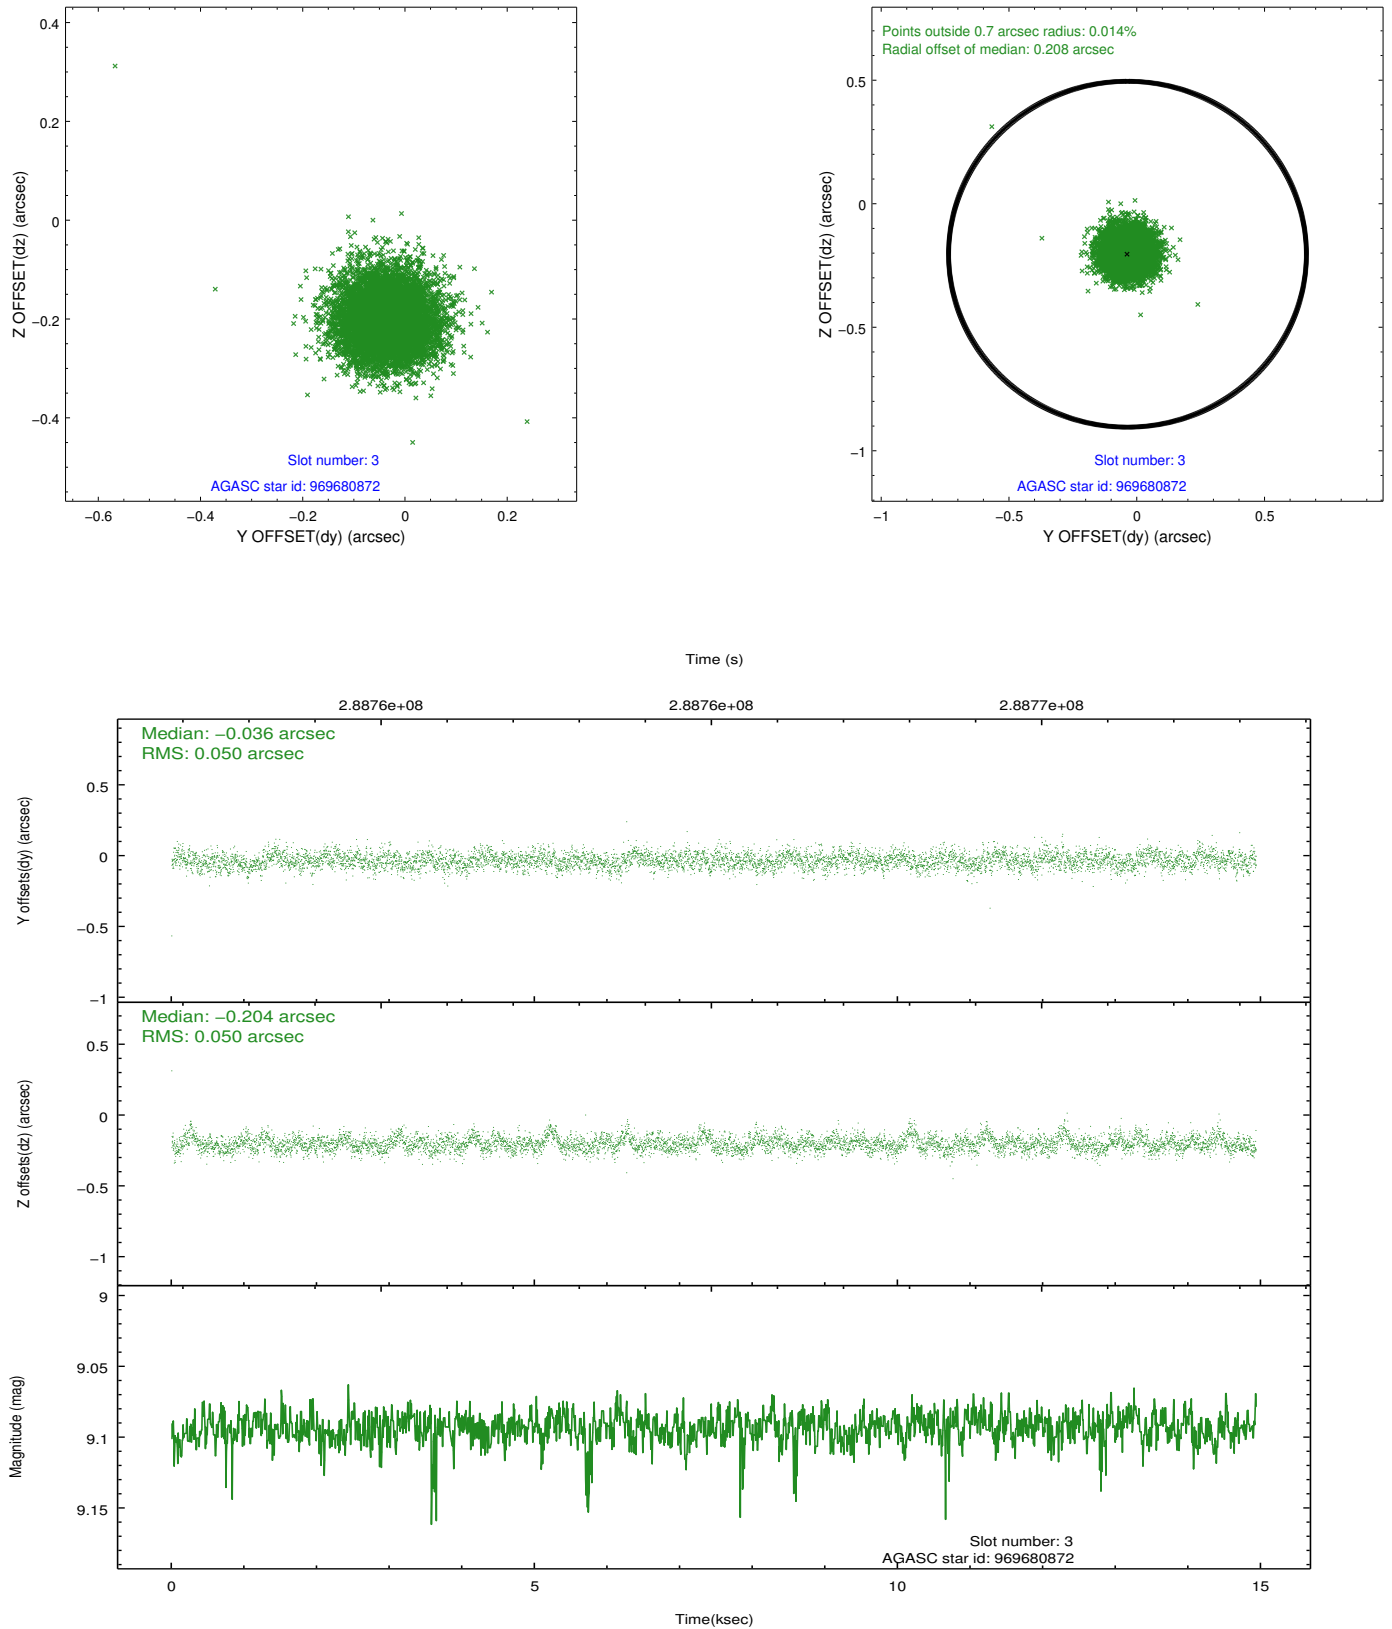 0.4
0.2
0
−0.2
−0.4
Z OFFSET(dz) (arcsec)
Slot number: 3
AGASC star id: 969680872
−0.6 −0.4 −0.2 0 0.2
Y OFFSET(dy) (arcsec)
Points outside 0.7 arcsec radius: 0.014%
Radial offset of median: 0.208 arcsec
0.5
0
−0.5
−1
Z OFFSET(dz) (arcsec)
Slot number: 3
AGASC star id: 969680872
−1 −0.5 0 0.5
Y OFFSET(dy) (arcsec)
Time (s)
2.8876e+08 2.8876e+08 2.8877e+08
Median: −0.036 arcsec
RMS: 0.050 arcsec
0.5
0
−0.5
−1
Y offsets(dy) (arcsec)
Median: −0.204 arcsec
RMS: 0.050 arcsec
0.5
0
−0.5
−1
Z offsets(dz) (arcsec)
9
9.05
9.1
9.15
Magnitude (mag)
Slot number: 3
AGASC star id: 969680872
0 5 10 15
Time(ksec)